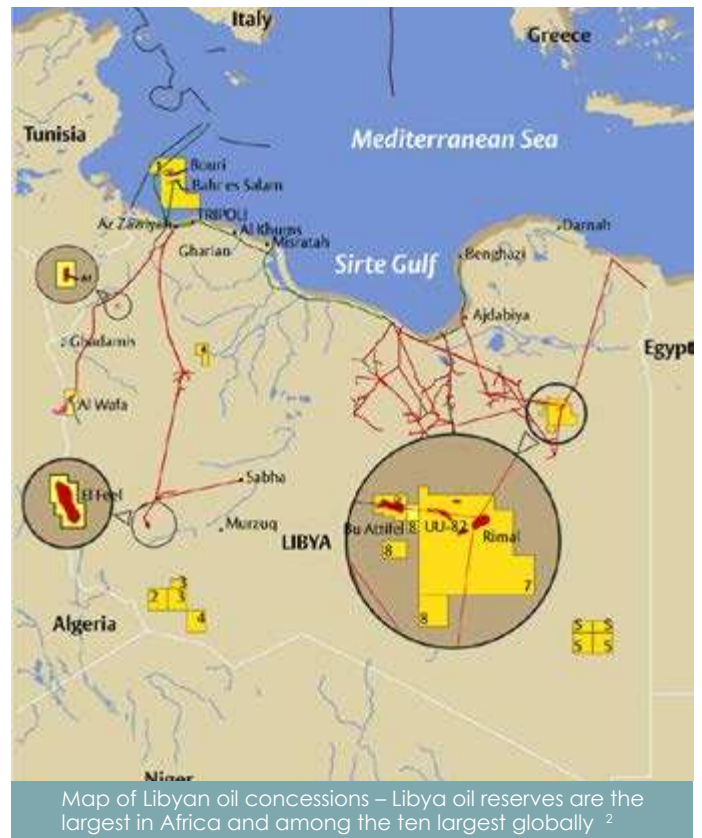 Italy
Greece
Tunisia
Mediterranean Sea
1
Bouri
Bahr es Salam
TRIPOLI
Az Zawiyah
Al Khums
Misratah
Gharian
Darnah
Benghazi
Sirte Gulf
Ajdabiya
Ghadamis
4
Egypt
Al Wafa
El Feel
Sabha
Murzuq
LIBYA
Bu Attifel
8
UU-82
Rimal
8
7
8
3
2
3
4
Algeria
5 5
5 5
Niger
Map of Libyan oil concessions – Libya oil reserves are the
largest in Africa and among the ten largest globally 2